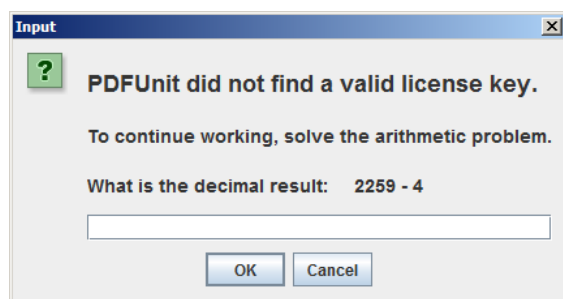 Input
?
PDFUnit did not find a valid license key.
To continue working, solve the arithmetic problem.
What is the decimal result: 2259 - 4
OK Cancel